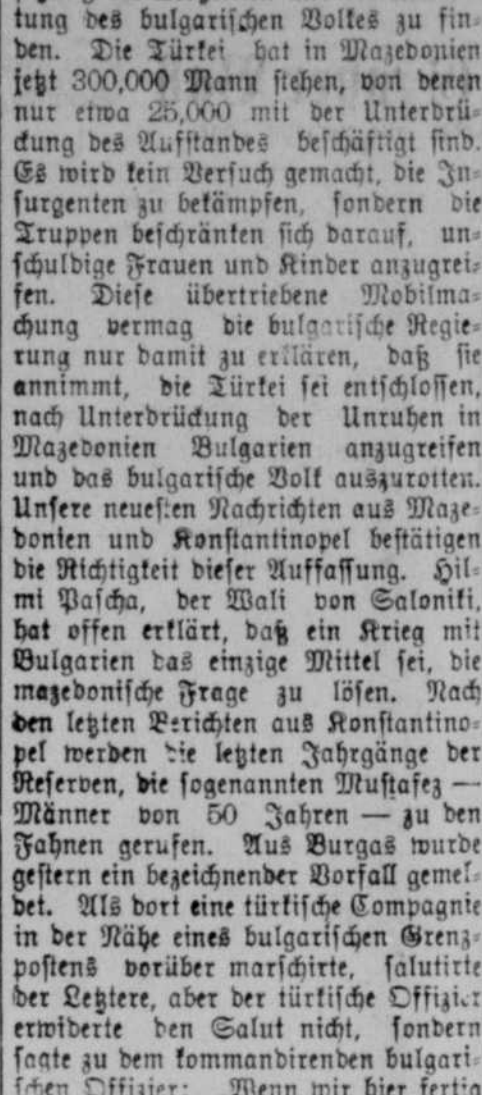 tung des bulgarischen Volkes zu fin-
den. Die Türkei hat in Mazedonien
jetzt 300,000 Mann stehen, von denen
nur etwa 25,000 mit der Unterdrü-
ckung des Aufstandes beschäftigt sind.
Es wird kein Versuch gemacht, die In-
surgenten zu bekämpfen, sondern die
Truppen beschränken sich darauf, un-
schuldige Frauen und Kinder anzugrei-
fen. Diese übertriebene Mobilma-
chung vermag die bulgarische Regie-
rung nur damit zu erklären, daß sie
annimmt, die Türkei sei entschlossen,
nach Unterdrückung der Unruhen in
Mazedonien Bulgarien anzugreifen
und das bulgarische Volk auszurotten.
Unsere neuesten Nachrichten aus Maze-
donien und Konstantinopel bestätigen
die Richtigkeit dieser Auffassung. Hil-
mi Pascha, der Wali von Saloniki,
hat offen erklärt, daß ein Krieg mit
Bulgarien das einzige Mittel sei, die
mazedonische Frage zu lösen. Nach
den letzten Berichten aus Konstantino-
pel werden die letzten Jahrgänge der
Reserven, die sogenannten Mustafez —
Männer von 50 Jahren — zu den
Fahnen gerufen. Aus Burgas wurde
gestern ein bezeichnender Vorfall gemel-
det. Als dort eine türkische Compagnie
in der Nähe eines bulgarischen Grenz-
postens vorüber marschirte, salutirte
der Letztere, aber der türkische Offizier
erwiderte den Salut nicht, sondern
sagte zu dem kommandirenden bulgari-
schen Offizier: Wenn wir hier fertig